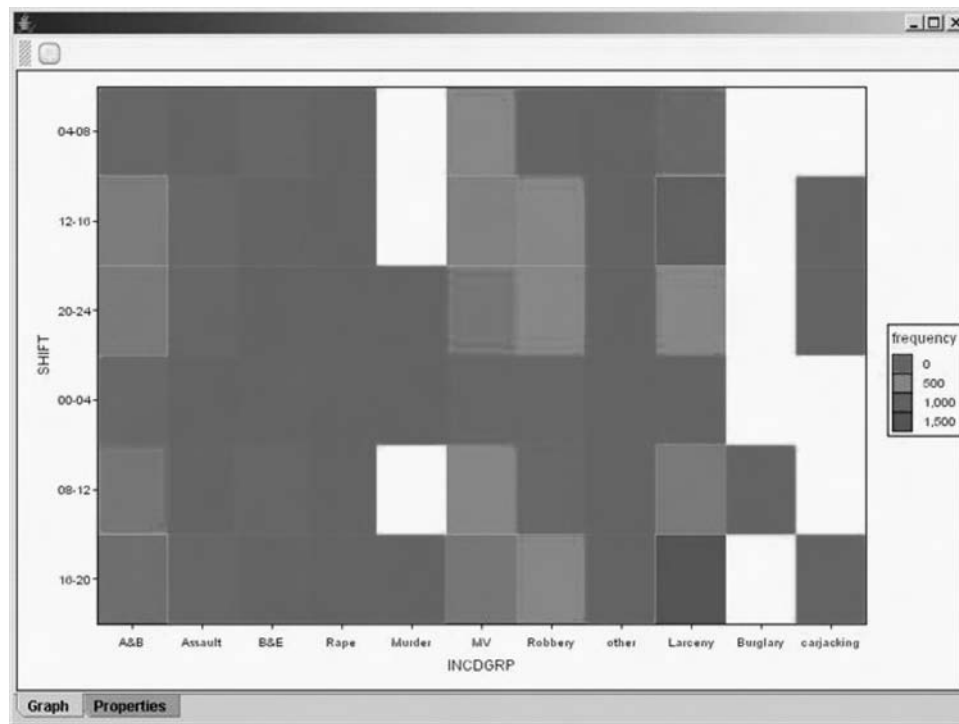 04-08
12-16
20-24
00-04
08-12
16-20
SHIFT
A&B Assault B&E Rape Murder MV Robbery other Larceny Burglary carjacking
INCDGRP
frequency
0
500
1,000
1,500
Graph Properties